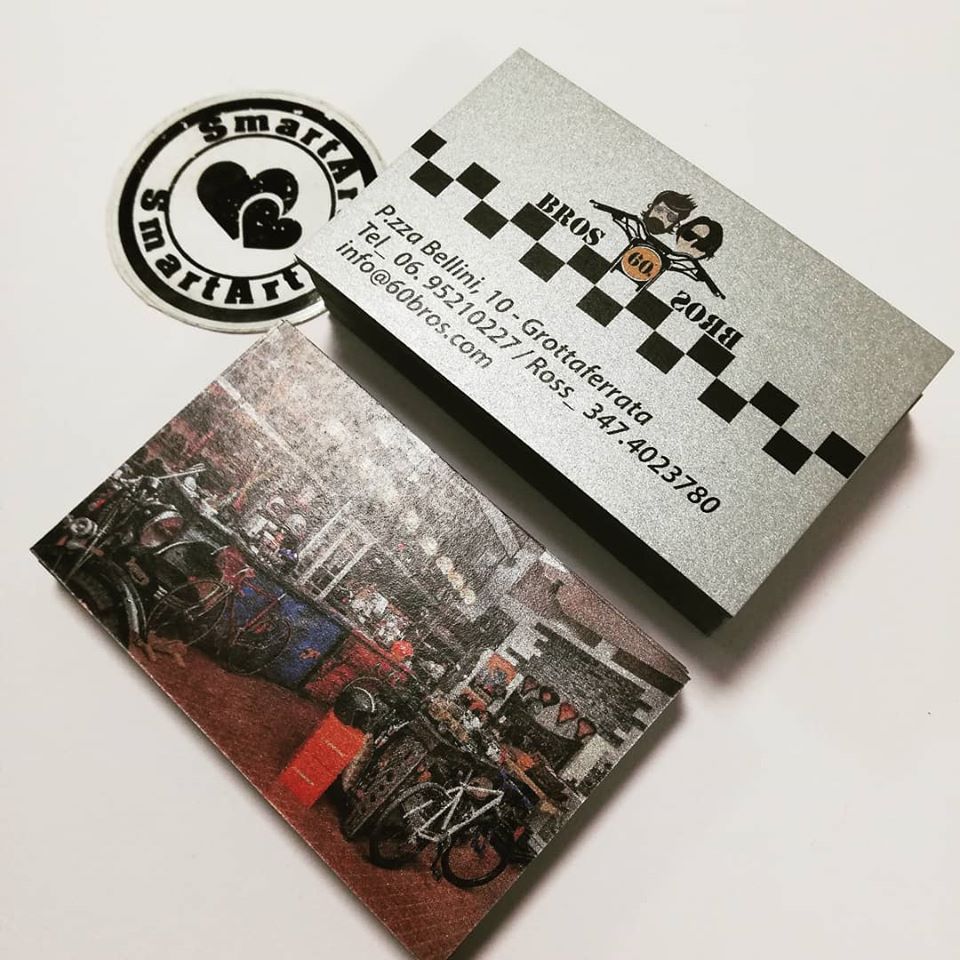 SmartArt
SmartArt
BROS
60.
BROS
P.zza Bellini, 10 - Grottaferrata
Tel_ 06. 95210227 / Ross_ 347.4023780
info@60bros.com